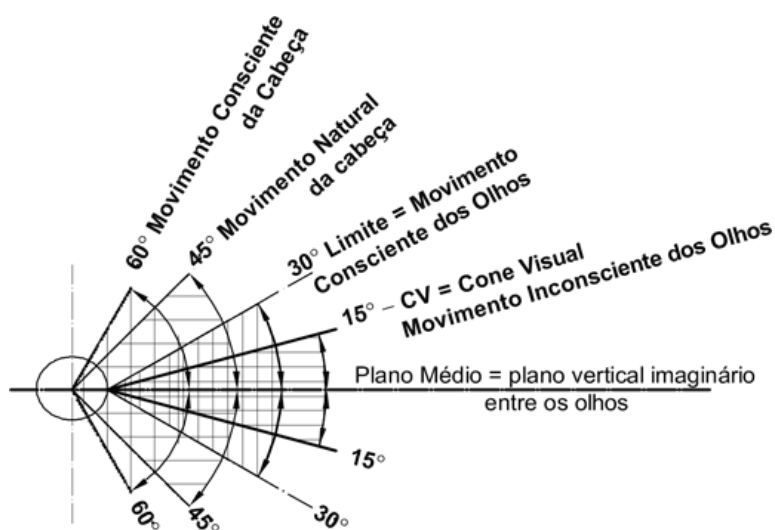 60° Movimento Consciente
da Cabeça
45° Movimento Natural
da cabeça
30° Limite = Movimento
Consciente dos Olhos
15° – CV = Cone Visual
Movimento Inconsciente dos Olhos
Plano Médio = plano vertical imaginário
entre os olhos
15°
30°
45°
60°